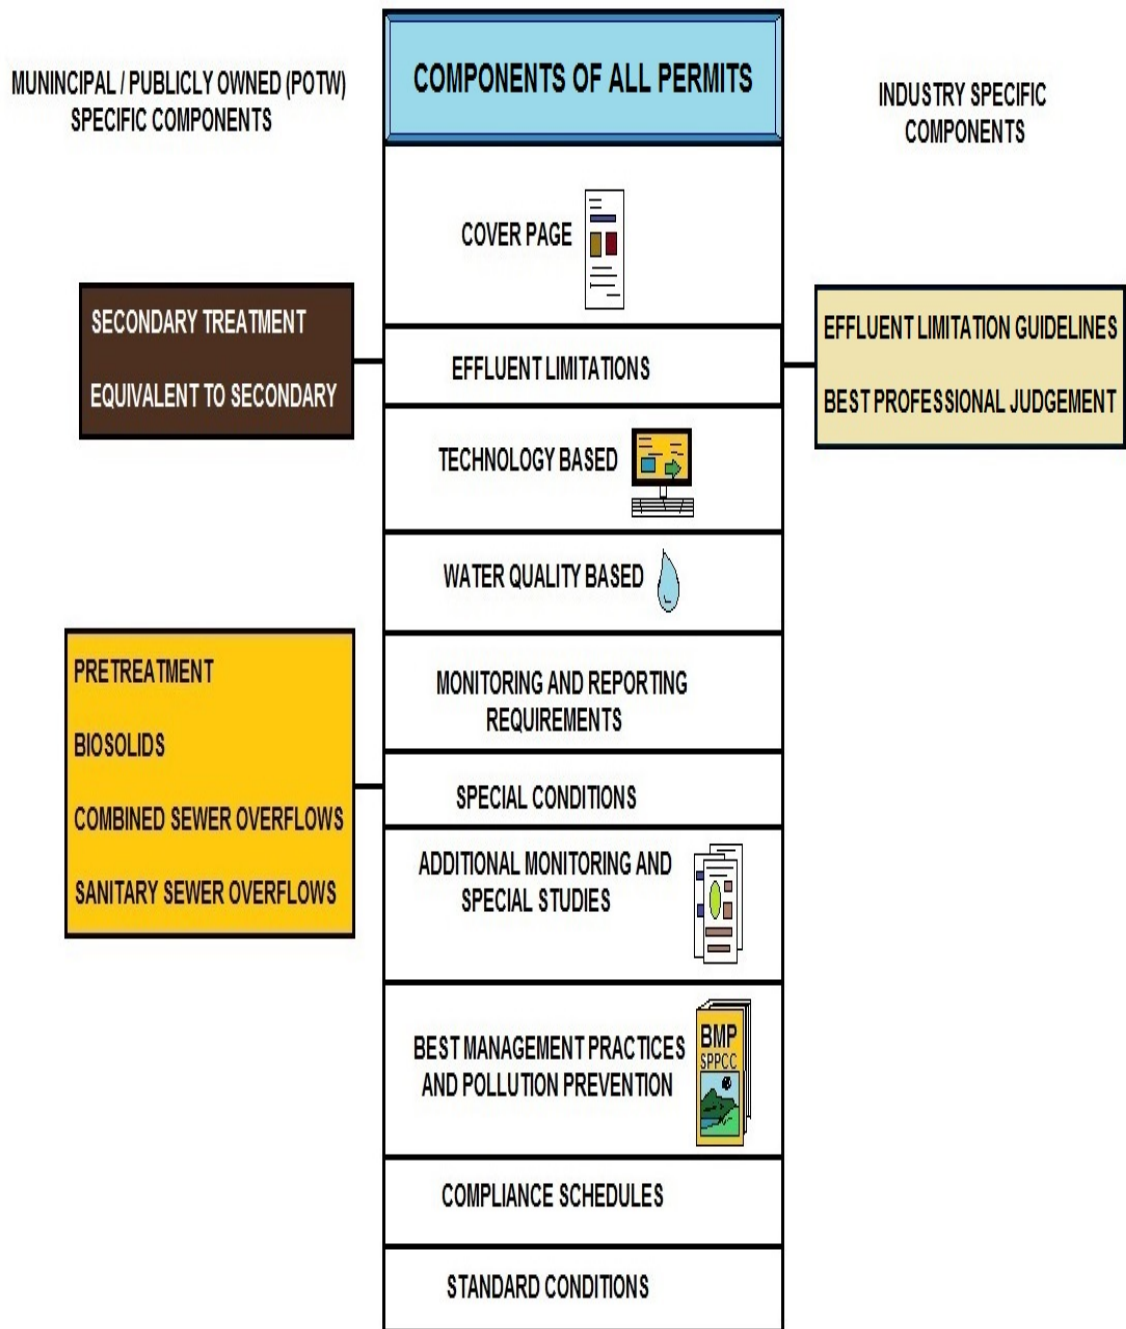 MUNINCIPAL / PUBLICLY OWNED (POTW)
SPECIFIC COMPONENTS
COMPONENTS OF ALL PERMITS
INDUSTRY SPECIFIC
COMPONENTS
COVER PAGE
SECONDARY TREATMENT
EQUIVALENT TO SECONDARY
EFFLUENT LIMITATIONS
EFFLUENT LIMITATION GUIDELINES
BEST PROFESSIONAL JUDGEMENT
TECHNOLOGY BASED
WATER QUALITY BASED
PRETREATMENT
BIOSOLIDS
COMBINED SEWER OVERFLOWS
SANITARY SEWER OVERFLOWS
MONITORING AND REPORTING
REQUIREMENTS
SPECIAL CONDITIONS
ADDITIONAL MONITORING AND
SPECIAL STUDIES
BEST MANAGEMENT PRACTICES
AND POLLUTION PREVENTION
BMP
SPPCC
COMPLIANCE SCHEDULES
STANDARD CONDITIONS